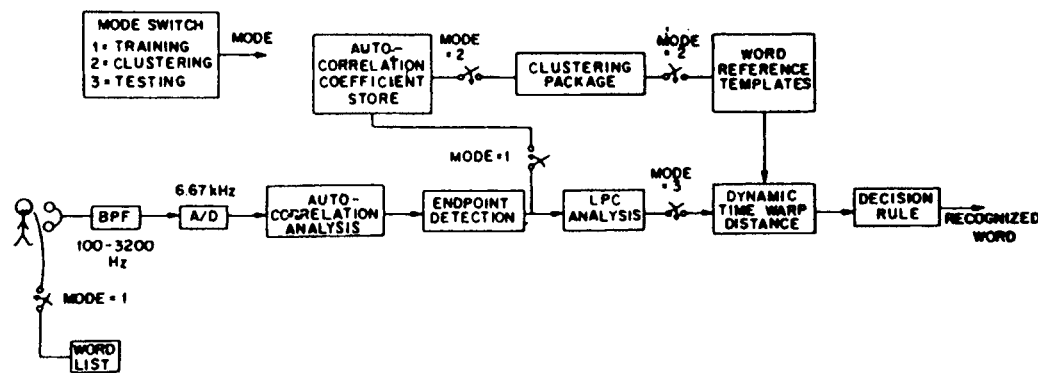 MODE SWITCH
1 = TRAINING
2 = CLUSTERING
3 = TESTING
MODE
AUTO-
CORRELATION
COEFFICIENT
STORE
MODE
= 2
CLUSTERING
PACKAGE
MODE
= 2
WORD
REFERENCE
TEMPLATES
MODE = 1
6.67 kHz
BPF
100-3200
Hz
A/D
AUTO-
CORRELATION
ANALYSIS
ENDPOINT
DETECTION
LPC
ANALYSIS
MODE
= 3
DYNAMIC
TIME WARP
DISTANCE
DECISION
RULE
RECOGNIZED
WORD
MODE = 1
WORD
LIST